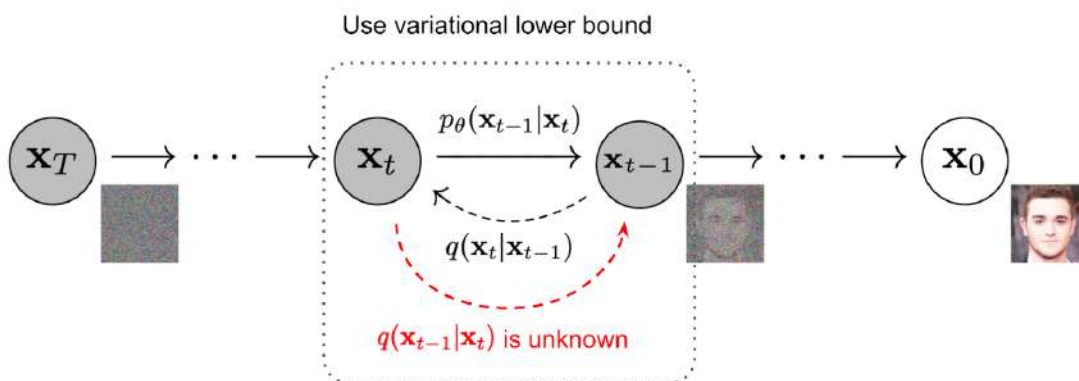 Use variational lower bound
p_θ(x_{t-1}|x_t)
x_T → ··· → x_t → x_{t-1} → ··· → x_0
q(x_t|x_{t-1})
q(x_{t-1}|x_t) is unknown